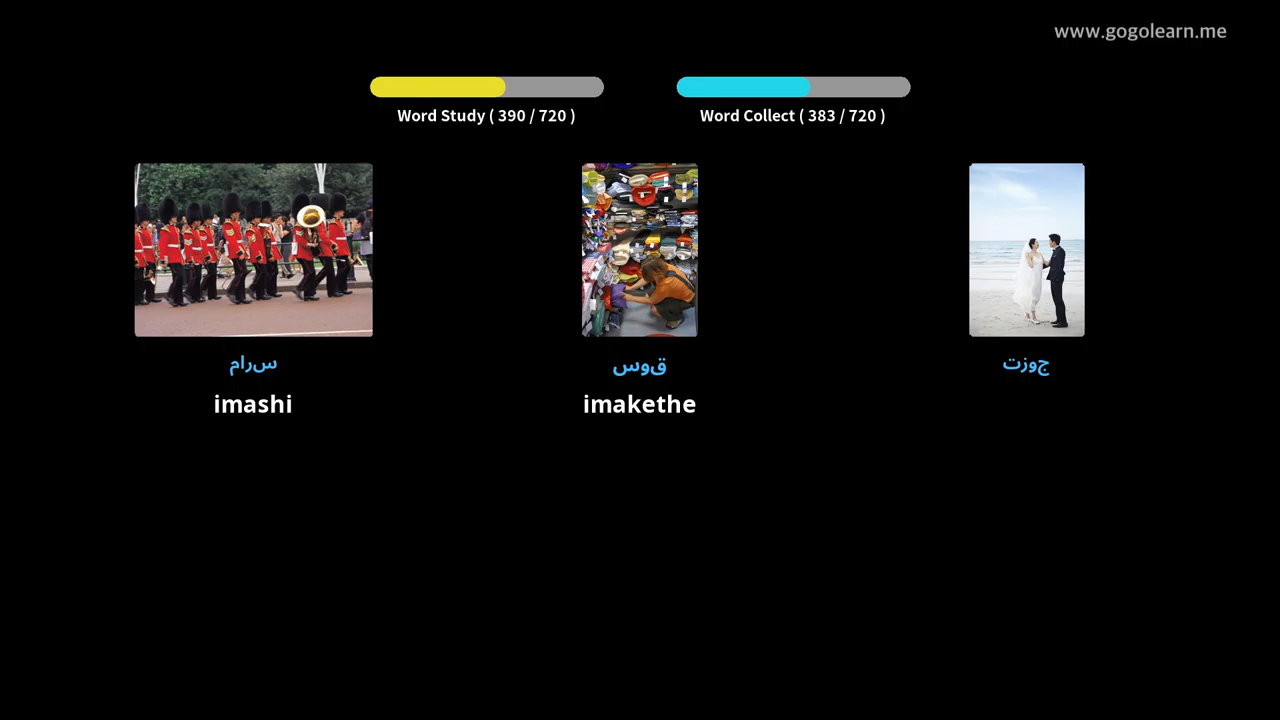 www.gogolearn.me
Word Study ( 390 / 720 )
Word Collect ( 383 / 720 )
سرام
قوس
جوزت
imashi
imakethe